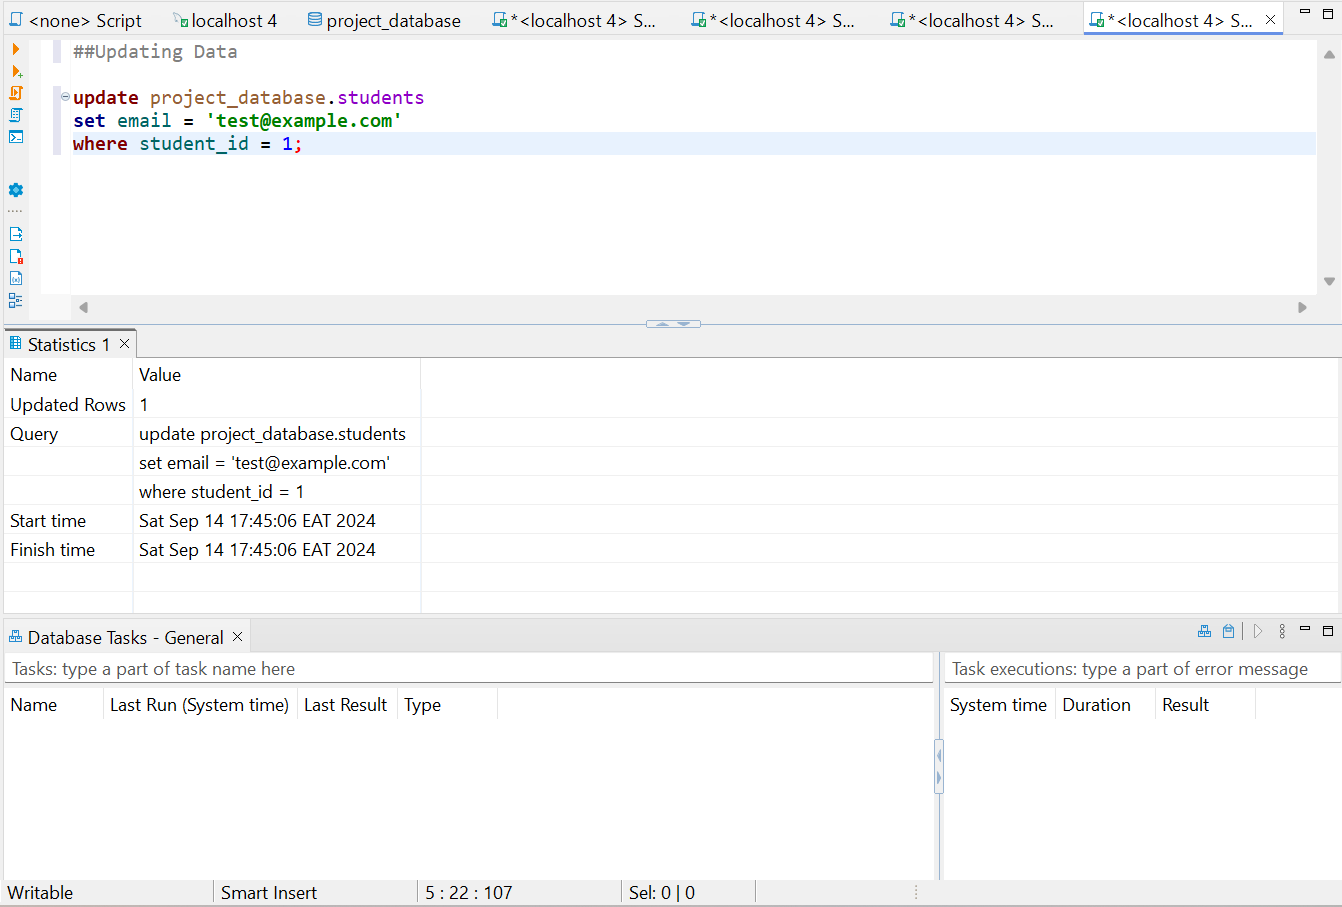 <none> Script localhost 4 project_database *<localhost 4> S... *<localhost 4> S... *<localhost 4> S... *<localhost 4> S...
##Updating Data
update project_database.students
set email = 'test@example.com'
where student_id = 1;
Statistics 1
Name Value
Updated Rows 1
Query update project_database.students
set email = 'test@example.com'
where student_id = 1
Start time Sat Sep 14 17:45:06 EAT 2024
Finish time Sat Sep 14 17:45:06 EAT 2024
Database Tasks - General
Tasks: type a part of task name here Task executions: type a part of error message
Name Last Run (System time) Last Result Type System time Duration Result
Writable Smart Insert 5 : 22 : 107 Sel: 0 | 0